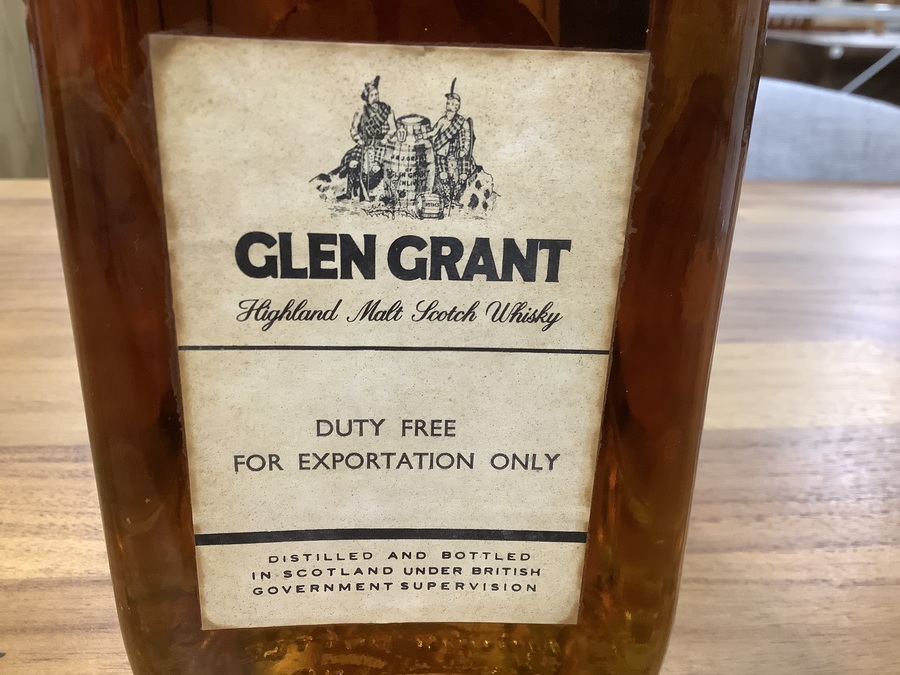 GLEN GRANT
Highland Malt Scotch Whisky
DUTY FREE
FOR EXPORTATION ONLY
DISTILLED AND BOTTLED
IN SCOTLAND UNDER BRITISH
GOVERNMENT SUPERVISION